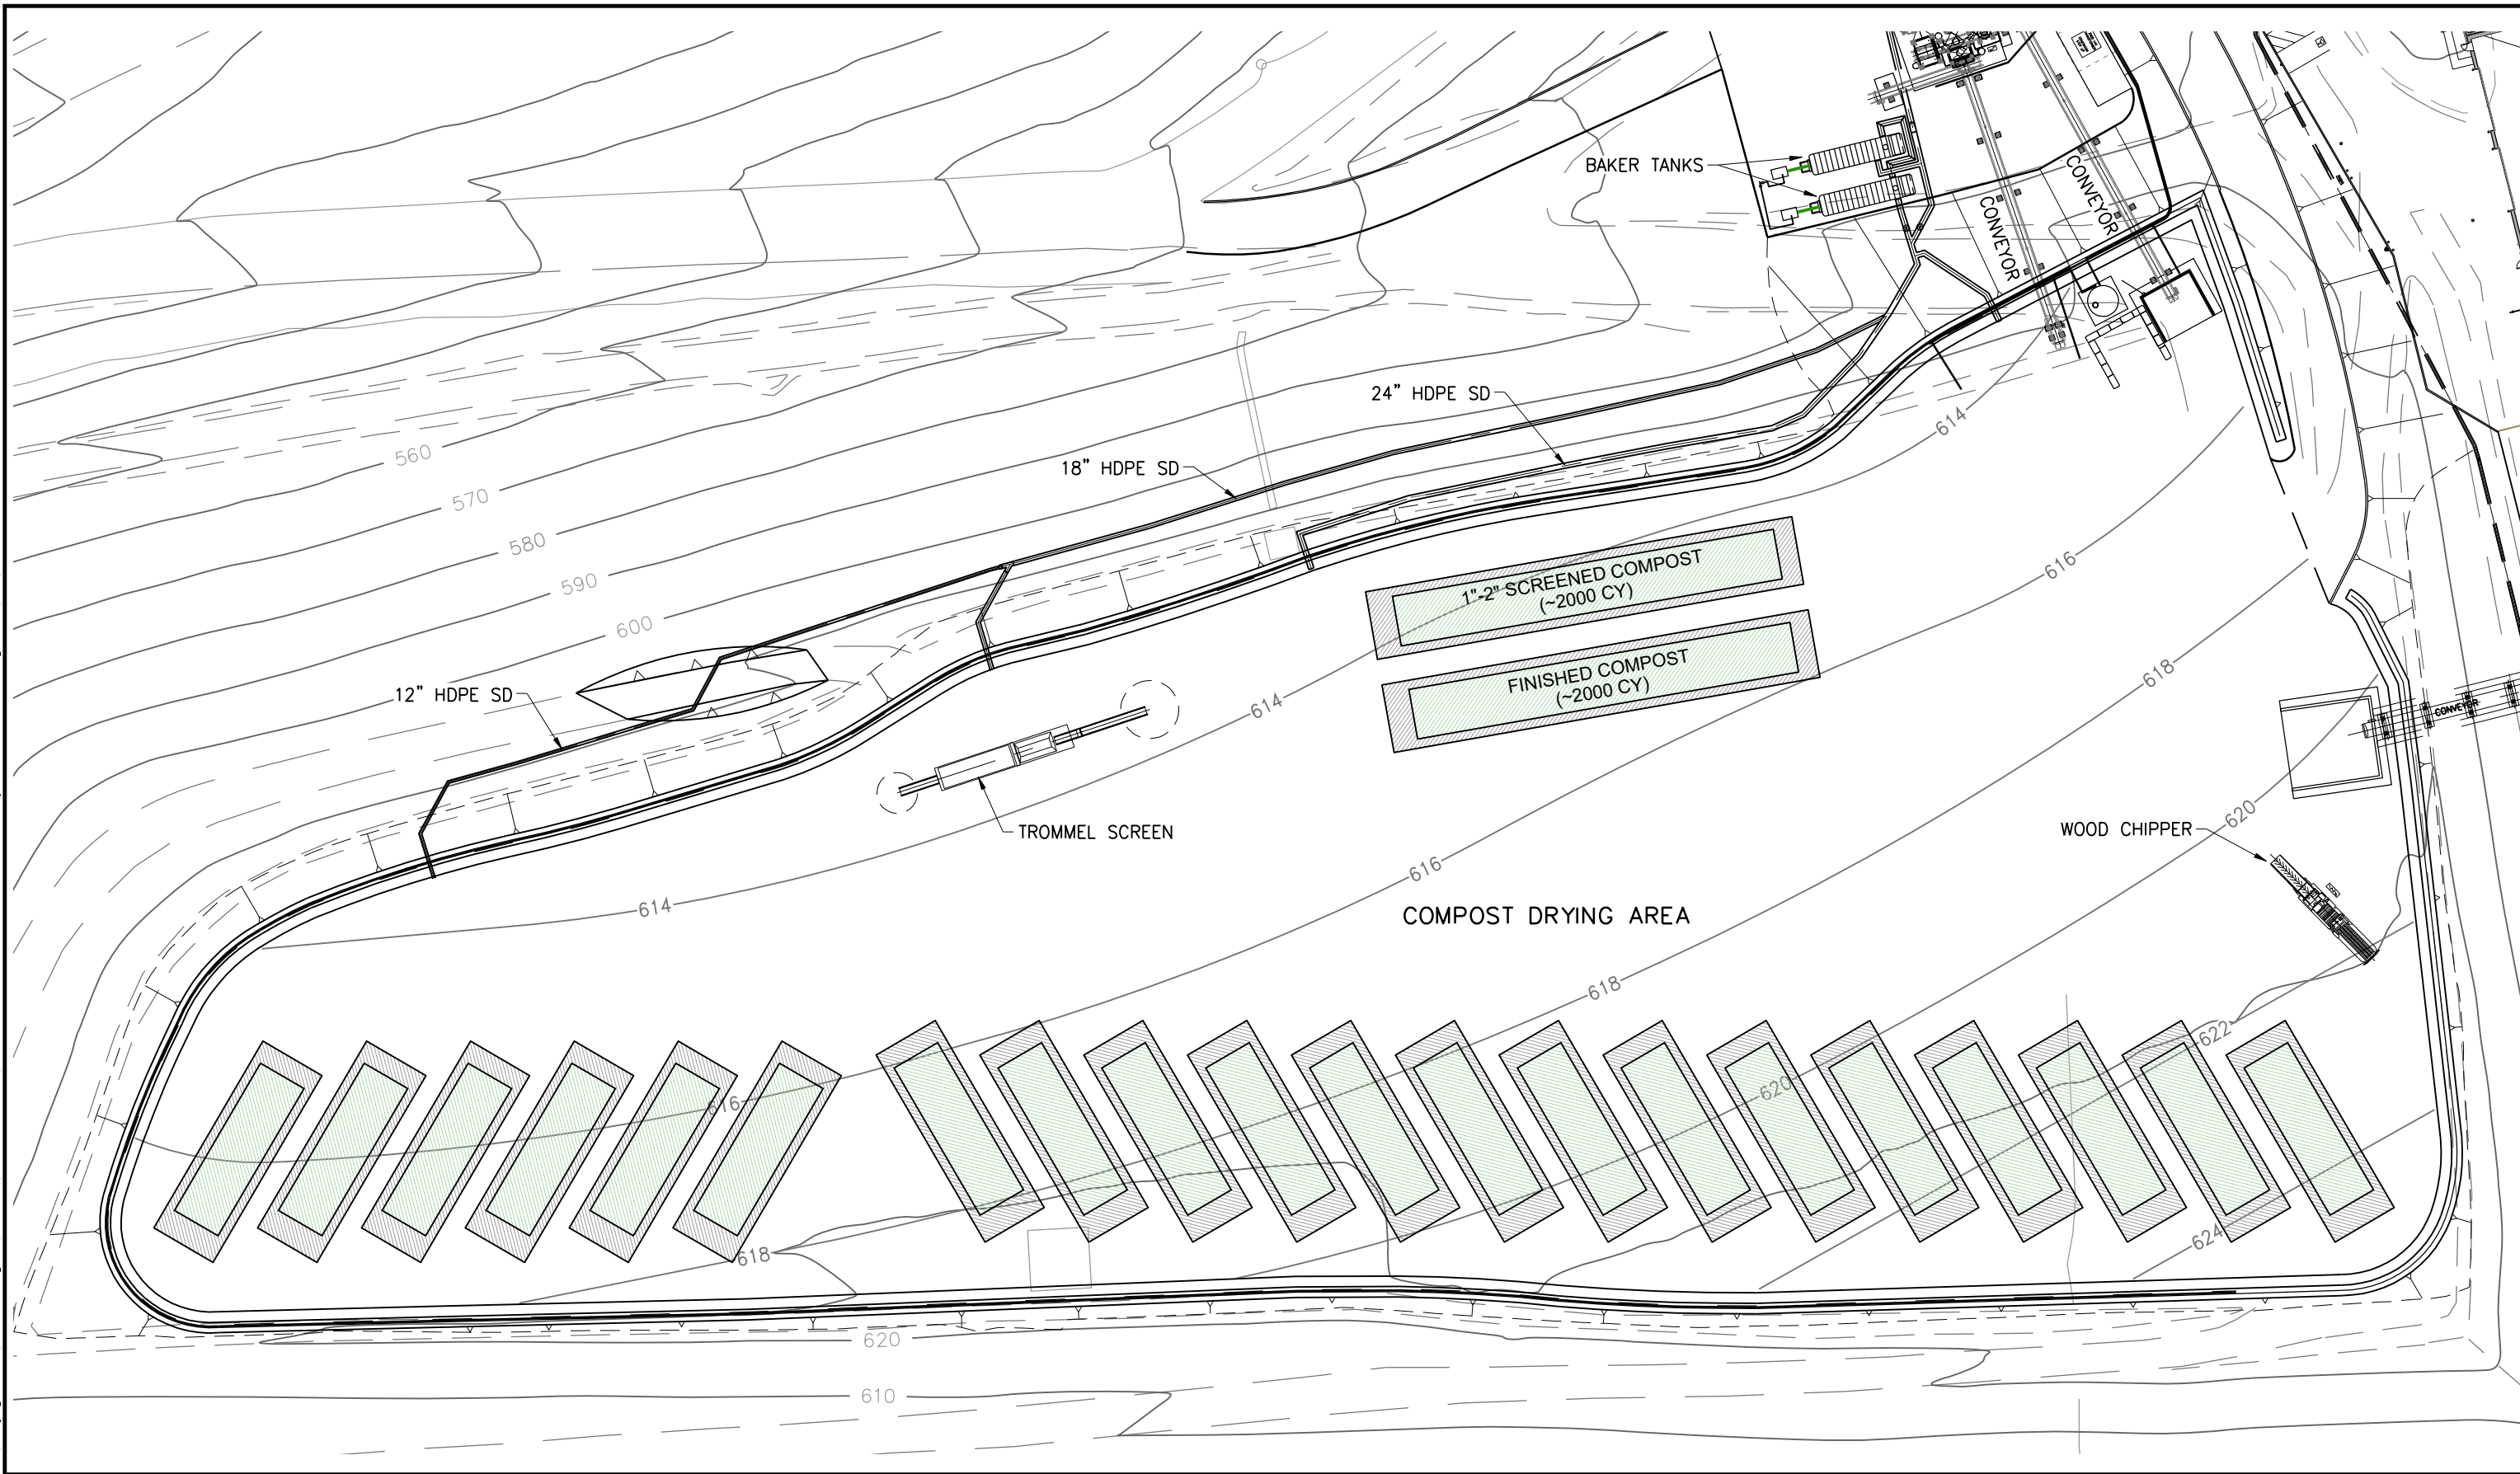 BAKER TANKS
CONVEYOR
CONVEYOR
24" HDPE SD
614
560
18" HDPE SD
570
580
590
616
1"-2" SCREENED COMPOST
(~2000 CY)
600
618
FINISHED COMPOST
(~2000 CY)
12" HDPE SD
614
CONVEYOR
620
WOOD CHIPPER
TROMMEL SCREEN
616
614
COMPOST DRYING AREA
618
622
620
616
624
618
620
610